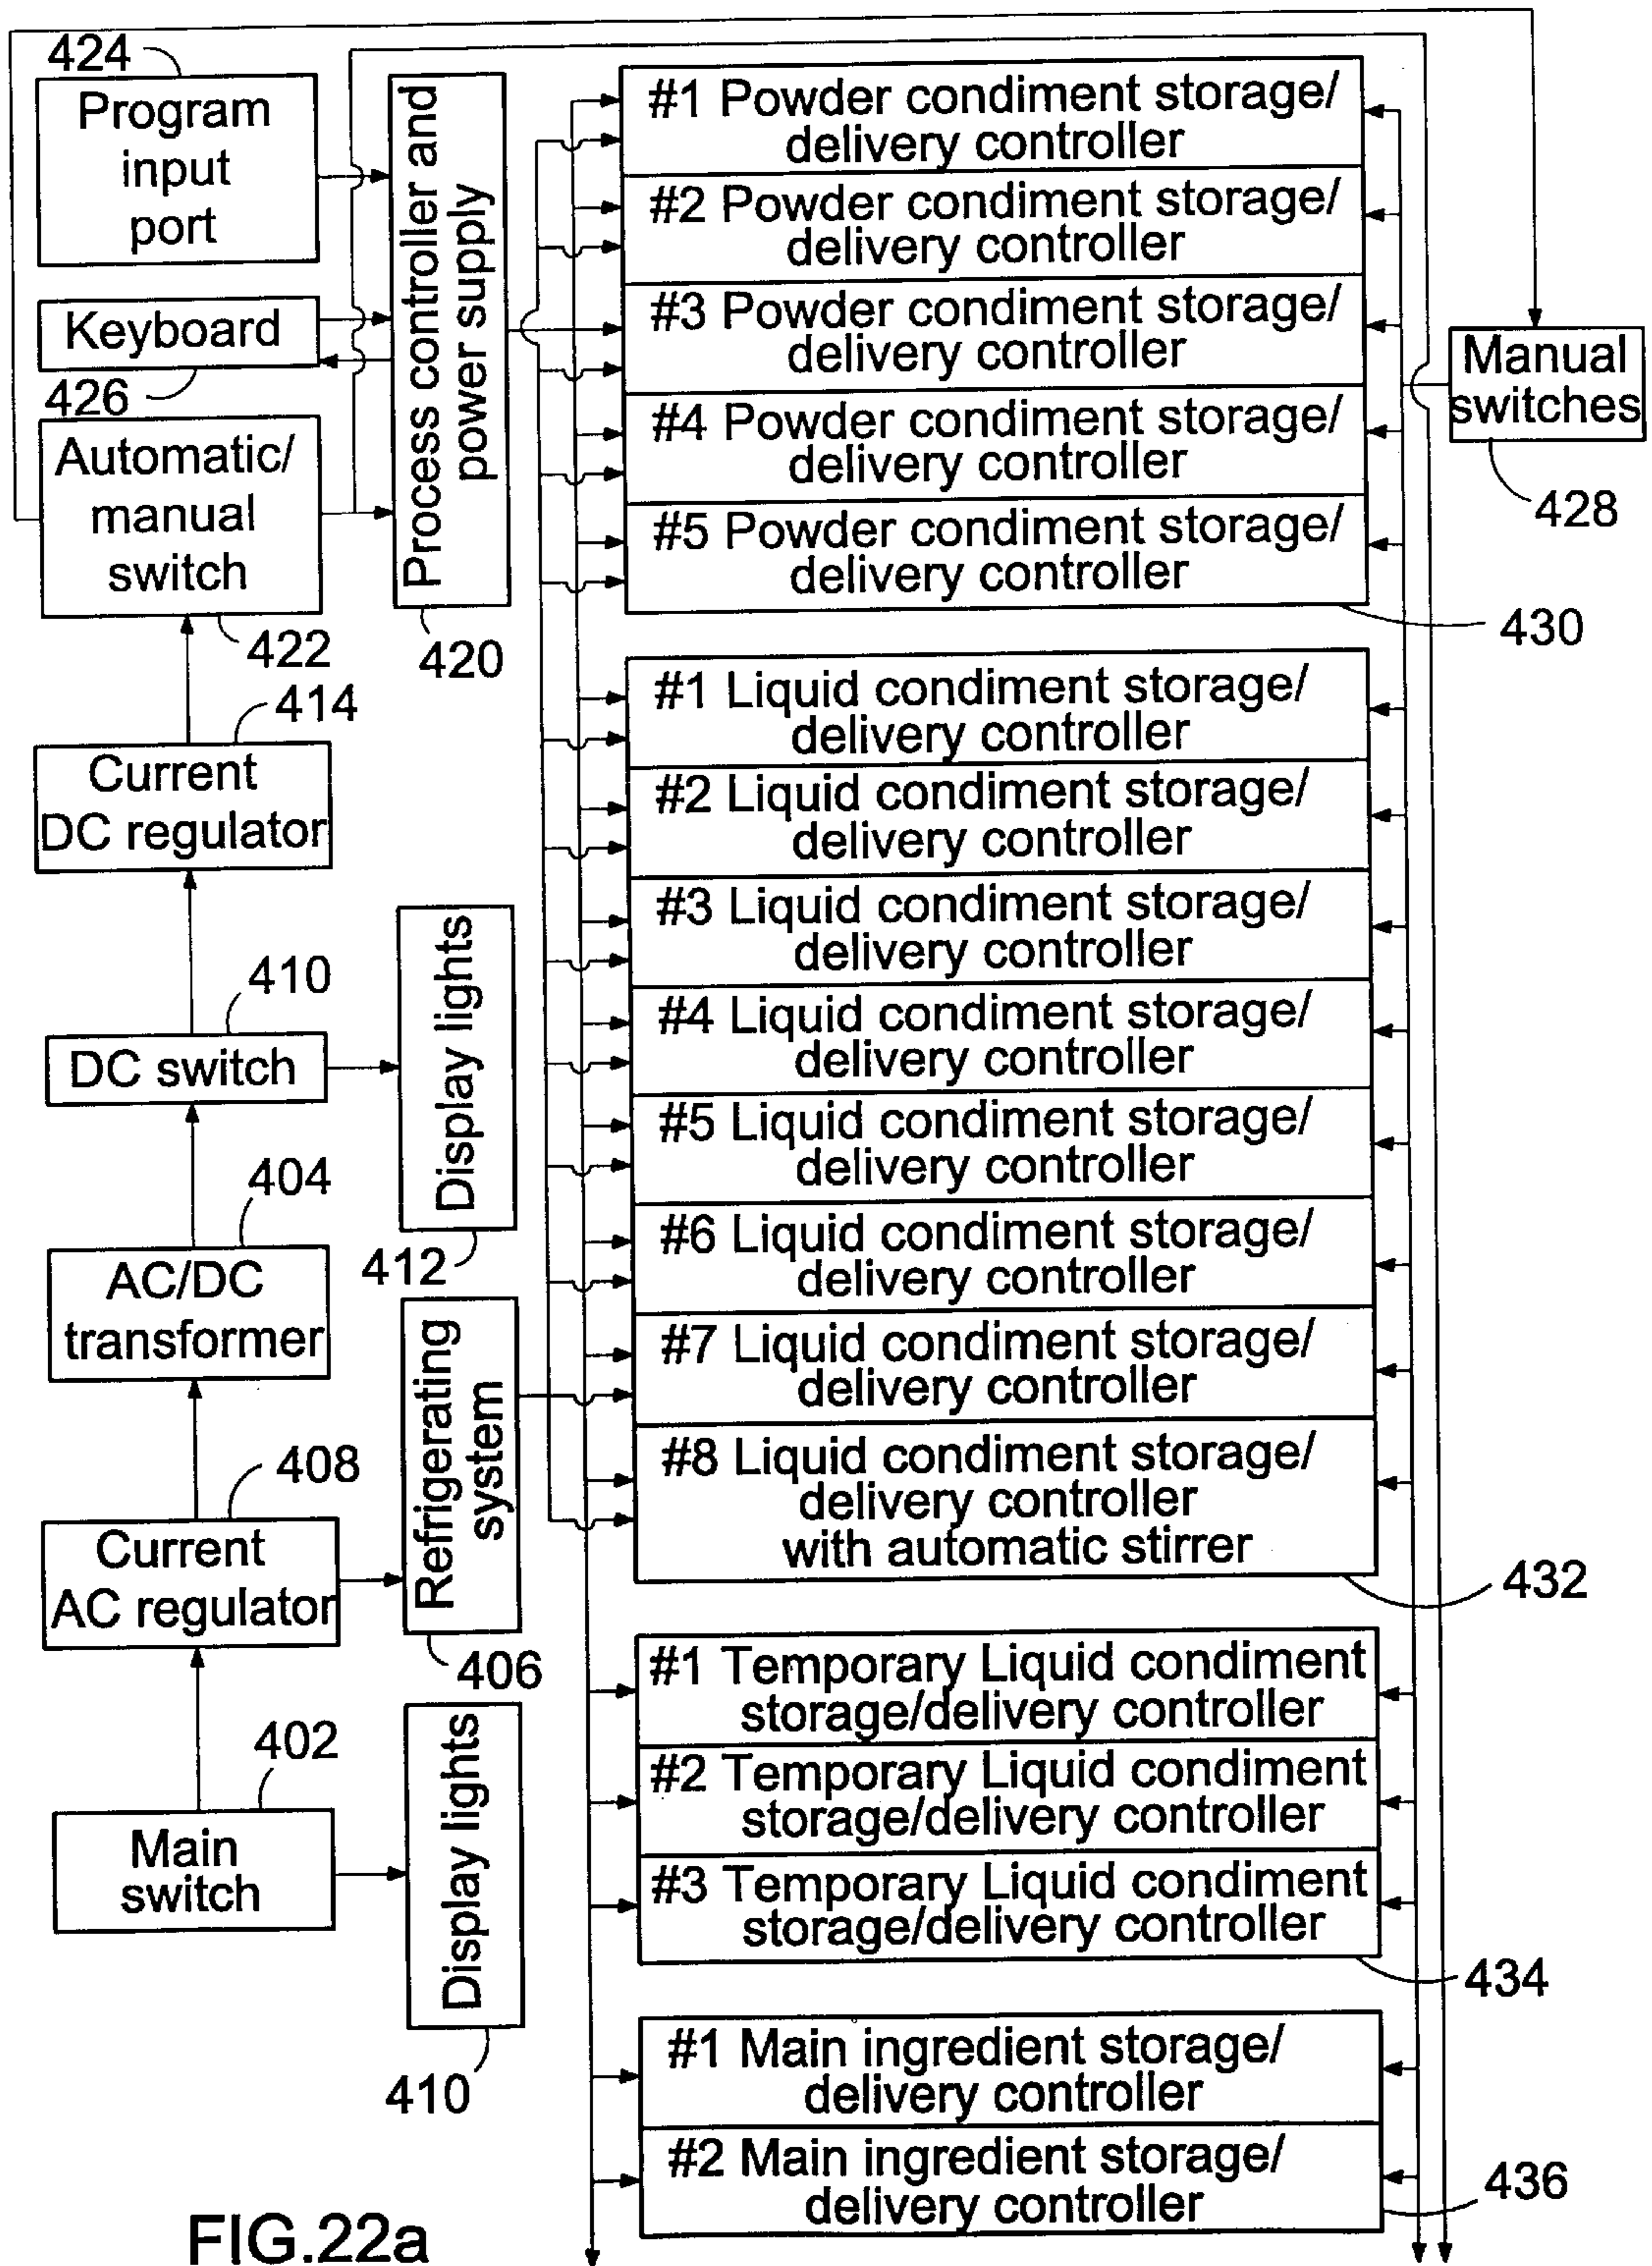 424
Program
input
port
Keyboard
426
Automatic/
manual
switch
422
Process controller and
power supply
420
414
Current
DC regulator
410
DC switch
Display lights
412
404
AC/DC
transformer
408
Current
AC regulator
Refrigerating
system
406
402
Main
switch
Display lights
410
#1 Powder condiment storage/
delivery controller
#2 Powder condiment storage/
delivery controller
#3 Powder condiment storage/
delivery controller
#4 Powder condiment storage/
delivery controller
#5 Powder condiment storage/
delivery controller
430
Manual
switches
428
#1 Liquid condiment storage/
delivery controller
#2 Liquid condiment storage/
delivery controller
#3 Liquid condiment storage/
delivery controller
#4 Liquid condiment storage/
delivery controller
#5 Liquid condiment storage/
delivery controller
#6 Liquid condiment storage/
delivery controller
#7 Liquid condiment storage/
delivery controller
#8 Liquid condiment storage/
delivery controller
with automatic stirrer
432
#1 Temporary Liquid condiment
storage/delivery controller
#2 Temporary Liquid condiment
storage/delivery controller
#3 Temporary Liquid condiment
storage/delivery controller
434
#1 Main ingredient storage/
delivery controller
#2 Main ingredient storage/
delivery controller
436
FIG.22a